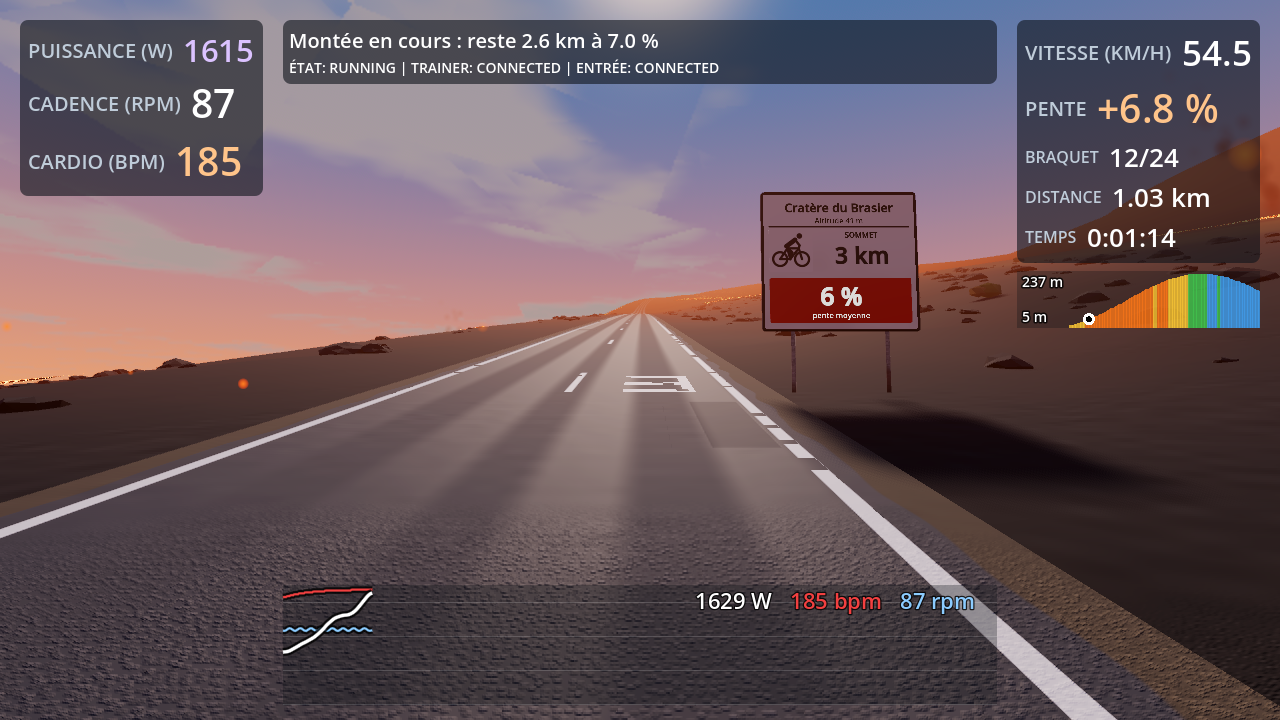 PUISSANCE (W) 1615
CADENCE (RPM) 87
CARDIO (BPM) 185
Montée en cours : reste 2.6 km à 7.0 %
ÉTAT: RUNNING | TRAINER: CONNECTED | ENTRÉE: CONNECTED
VITESSE (KM/H) 54.5
PENTE +6.8 %
BRAQUET 12/24
DISTANCE 1.03 km
TEMPS 0:01:14
237 m
5 m
Cratère du Brasier
Altitude 41 m
SOMMET
3 km
6 %
pente moyenne
1629 W 185 bpm 87 rpm